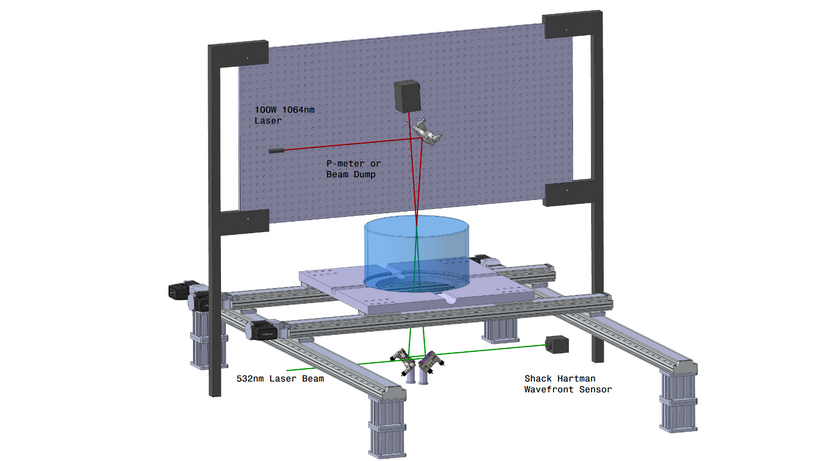 100W 1064nm
Laser
P-meter or
Beam Dump
532nm Laser Beam
Shack Hartman
Wavefront Sensor